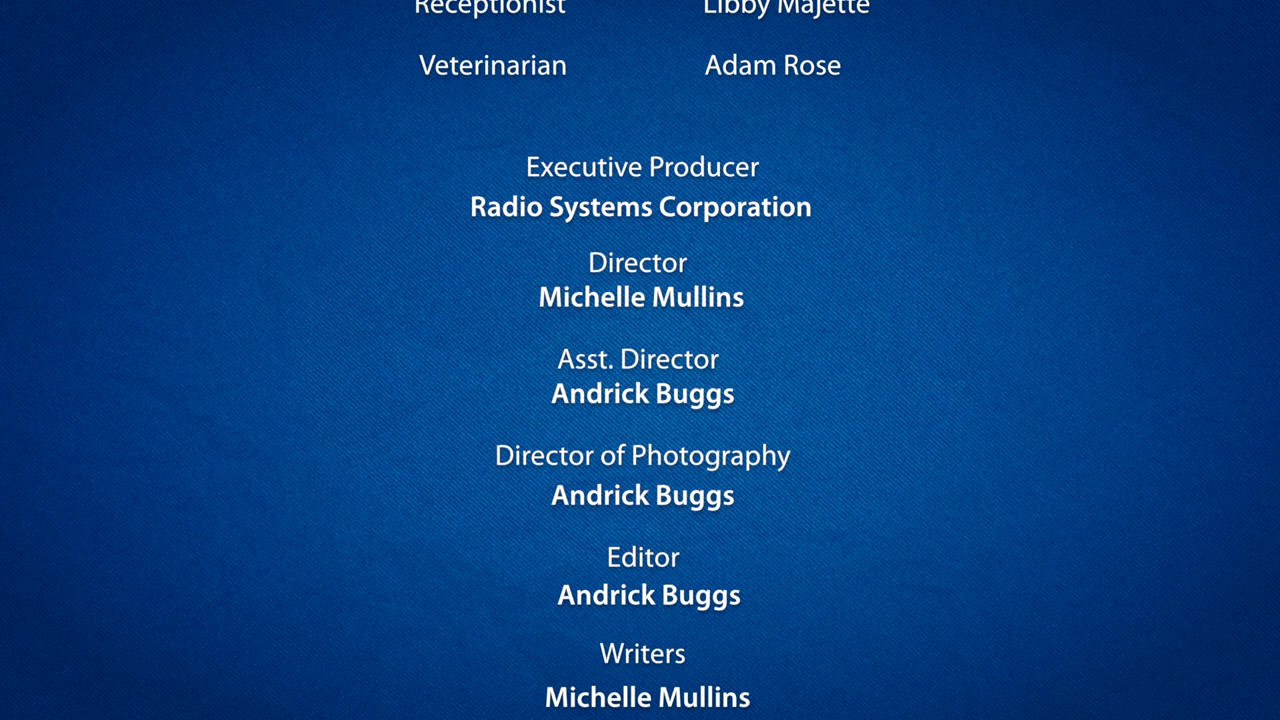 Receptionist Libby Majette
Veterinarian Adam Rose
Executive Producer
Radio Systems Corporation
Director
Michelle Mullins
Asst. Director
Andrick Buggs
Director of Photography
Andrick Buggs
Editor
Andrick Buggs
Writers
Michelle Mullins